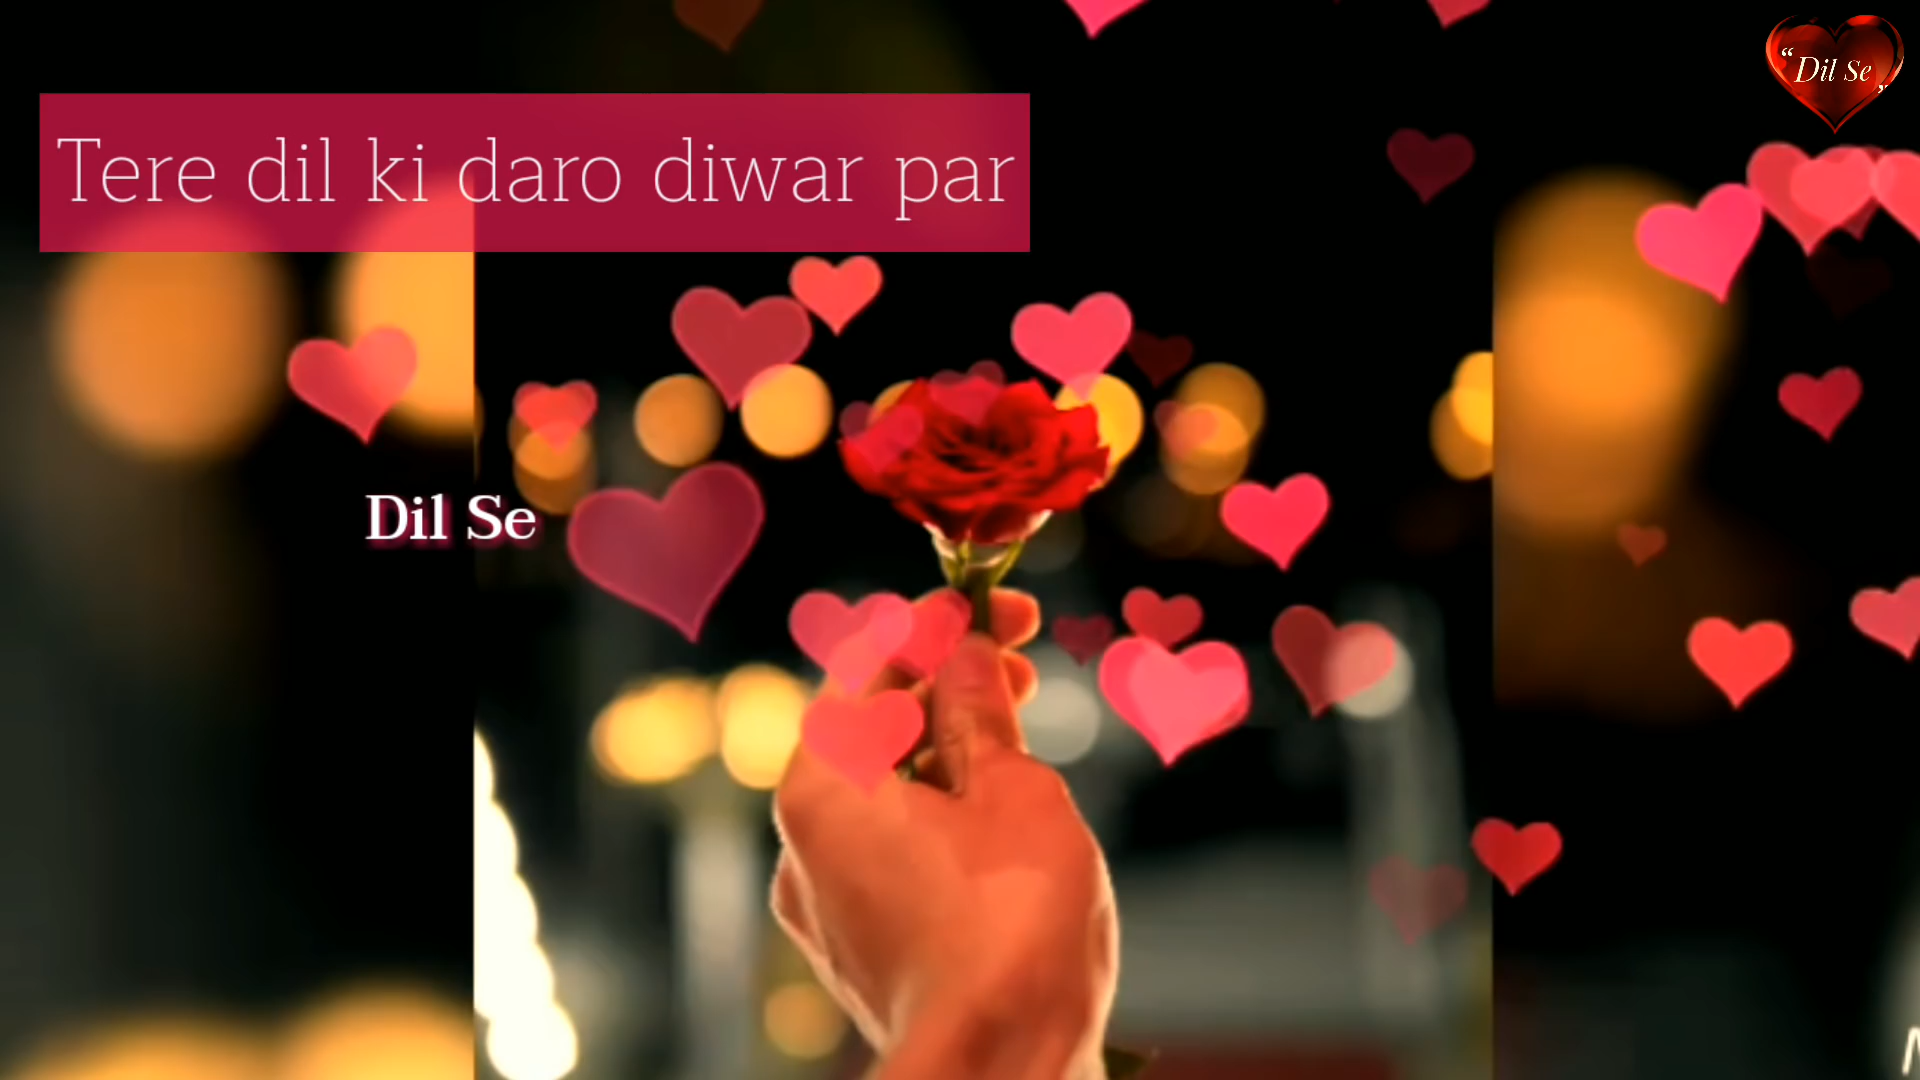 Tere dil ki daro diwar par
“Dil Se„
Dil Se